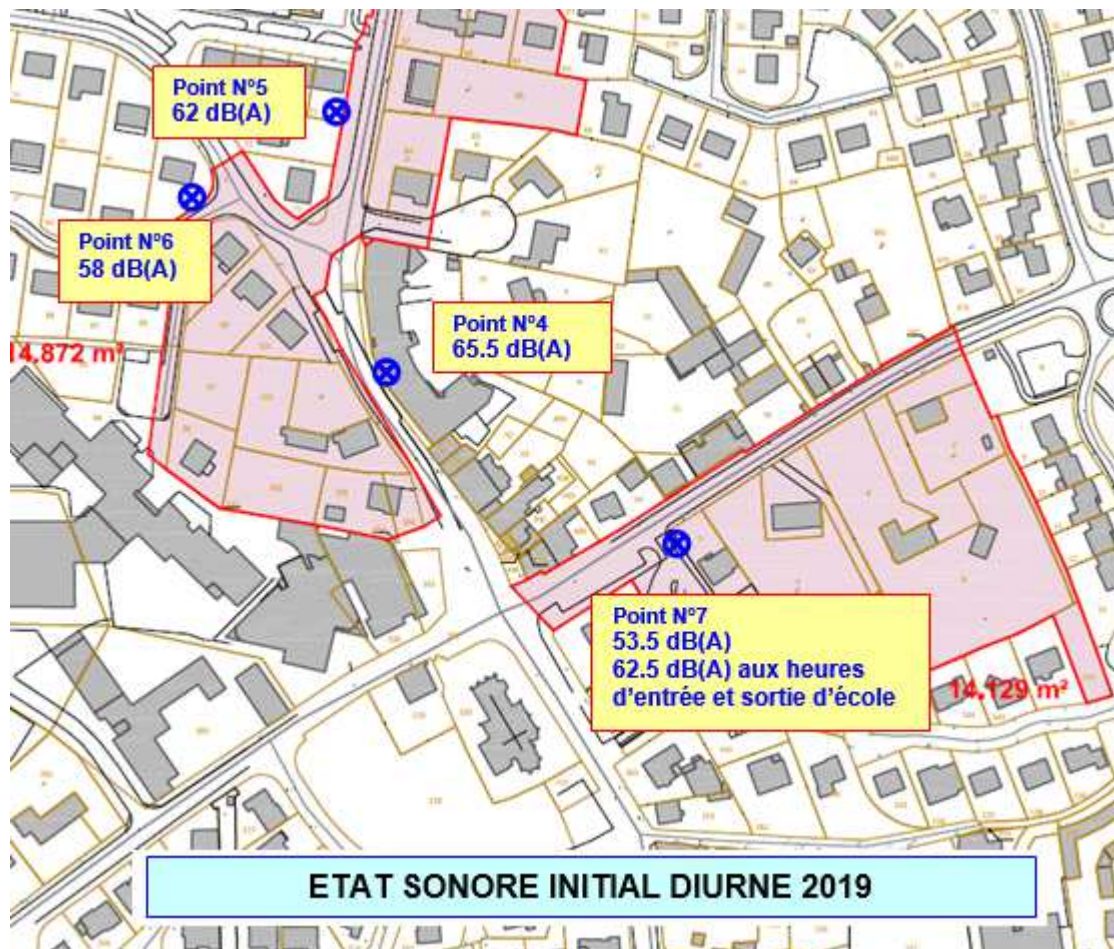 Point N°5
62 dB(A)
Point N°6
58 dB(A)
Point N°4
65.5 dB(A)
14.872 m²
Point N°7
53.5 dB(A)
62.5 dB(A) aux heures
d'entrée et sortie d'école
14.129 m²
ETAT SONORE INITIAL DIURNE 2019